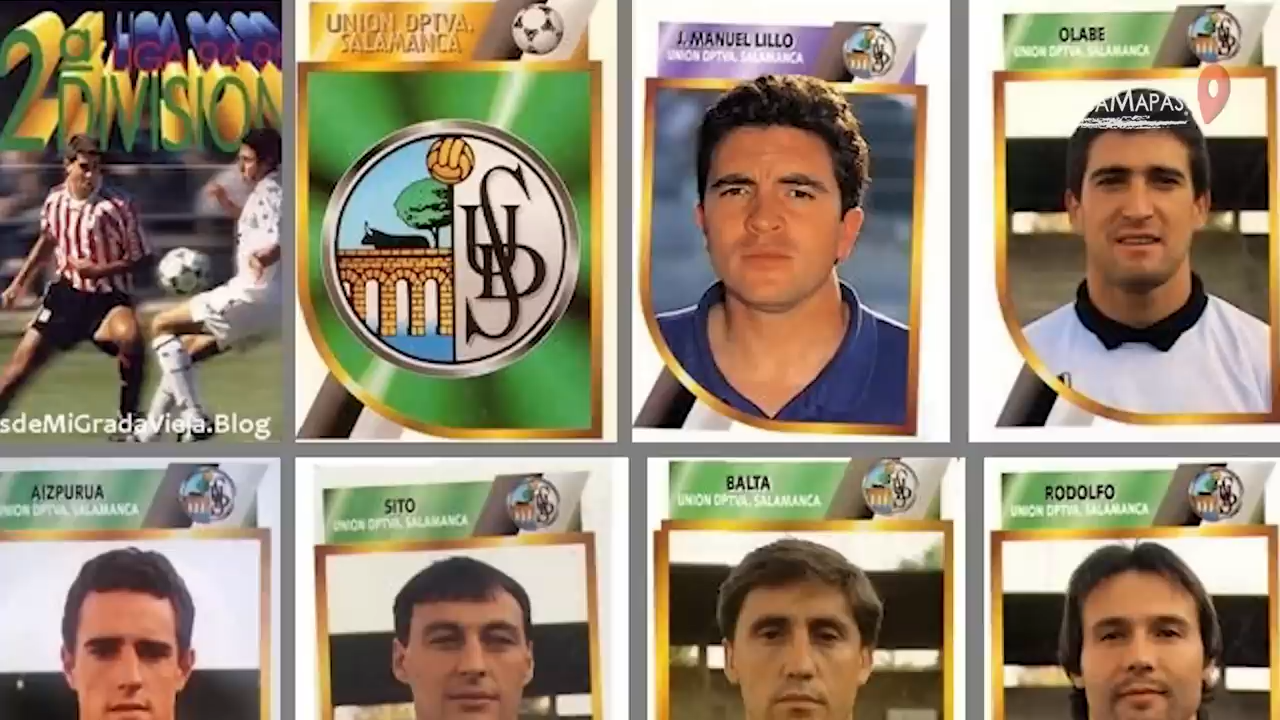 LIGA 94-95
2ª
DIVISION
sdeMiGradaVieja.Blog
UNION DPTVA.
SALAMANCA
J. MANUEL LILLO
UNION DPTVA. SALAMANCA
OLABE
UNION DPTVA. SALAMANCA
AMAPAS
AIZPURUA
UNION DPTVA. SALAMANCA
SITO
UNION DPTVA. SALAMANCA
BALTA
UNION DPTVA. SALAMANCA
RODOLFO
UNION DPTVA. SALAMANCA